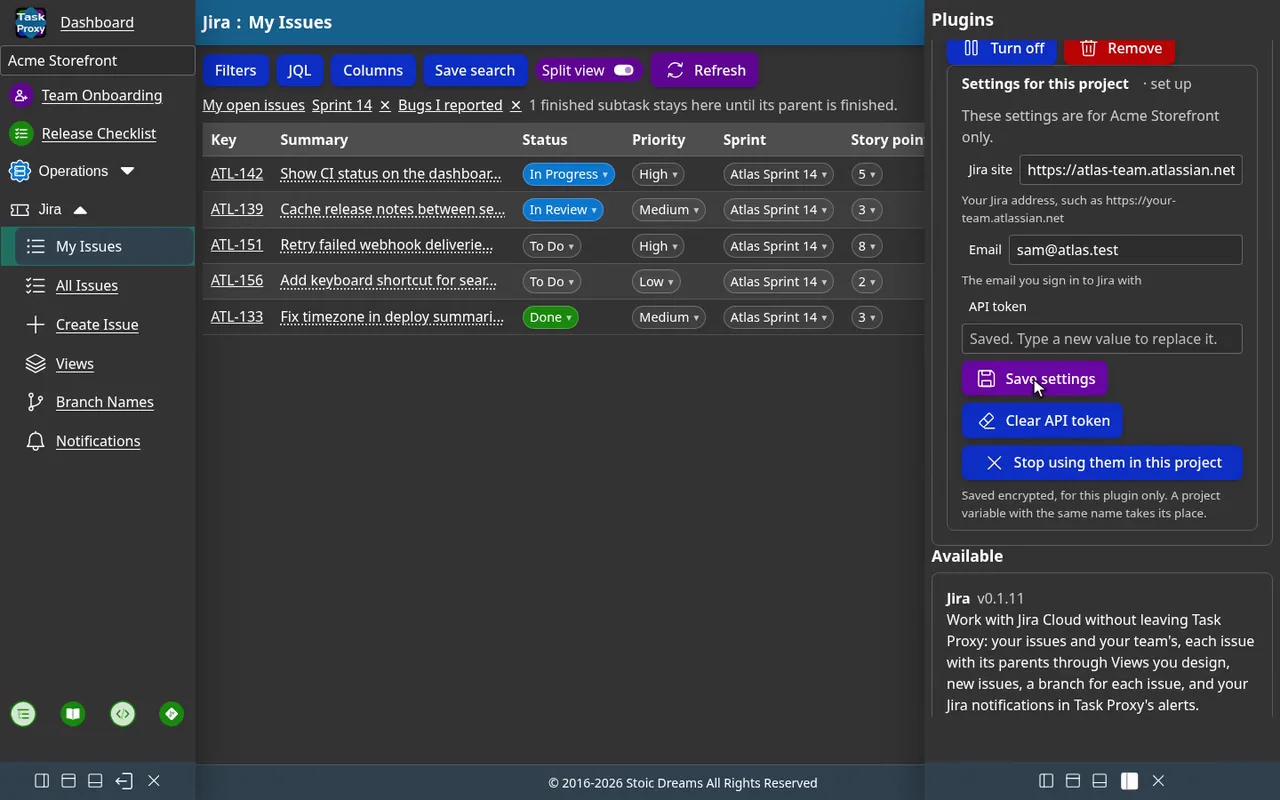 Task Proxy
Dashboard
Acme Storefront
Team Onboarding
Release Checklist
Operations
Jira
My Issues
All Issues
Create Issue
Views
Branch Names
Notifications
Jira : My Issues
Filters
JQL
Columns
Save search
Split view
Refresh
My open issues
Sprint 14 ×
Bugs I reported ×
1 finished subtask stays here until its parent is finished.
Key Summary Status Priority Sprint Story poin
ATL-142 Show CI status on the dashboar... In Progress High Atlas Sprint 14 5
ATL-139 Cache release notes between se... In Review Medium Atlas Sprint 14 3
ATL-151 Retry failed webhook deliverie... To Do High Atlas Sprint 14 8
ATL-156 Add keyboard shortcut for sear... To Do Low Atlas Sprint 14 2
ATL-133 Fix timezone in deploy summari... Done Medium Atlas Sprint 14 3
© 2016-2026 Stoic Dreams All Rights Reserved
Plugins
Turn off
Remove
Settings for this project · set up
These settings are for Acme Storefront
only.
Jira site https://atlas-team.atlassian.net
Your Jira address, such as https://your-
team.atlassian.net
Email sam@atlas.test
The email you sign in to Jira with
API token
Saved. Type a new value to replace it.
Save settings
Clear API token
Stop using them in this project
Saved encrypted, for this plugin only. A project
variable with the same name takes its place.
Available
Jira v0.1.11
Work with Jira Cloud without leaving Task
Proxy: your issues and your team's, each issue
with its parents through Views you design,
new issues, a branch for each issue, and your
Jira notifications in Task Proxy's alerts.